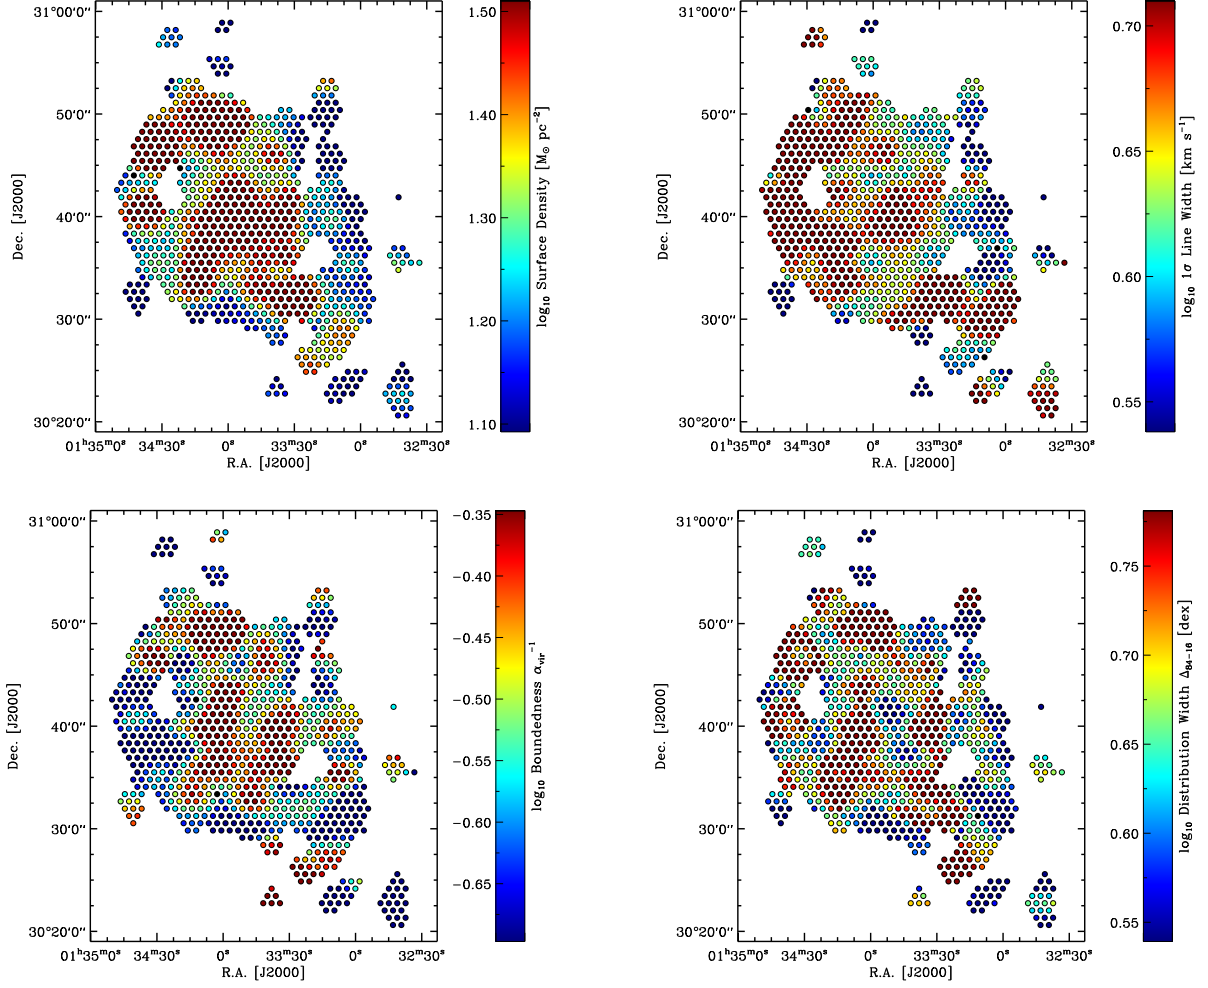 31°00′0″
50′0″
40′0″
30′0″
30°20′0″
Dec. [J2000]
01ʰ35ᵐ0ˢ 34ᵐ30ˢ 0ˢ 33ᵐ30ˢ 0ˢ 32ᵐ30ˢ
R.A. [J2000]
1.50
1.40
1.30
1.20
1.10
log₁₀ Surface Density [M⊙ pc⁻²]
31°00′0″
50′0″
40′0″
30′0″
30°20′0″
Dec. [J2000]
01ʰ35ᵐ0ˢ 34ᵐ30ˢ 0ˢ 33ᵐ30ˢ 0ˢ 32ᵐ30ˢ
R.A. [J2000]
0.70
0.65
0.60
0.55
log₁₀ 1σ Line Width [km s⁻¹]
31°00′0″
50′0″
40′0″
30′0″
30°20′0″
Dec. [J2000]
01ʰ35ᵐ0ˢ 34ᵐ30ˢ 0ˢ 33ᵐ30ˢ 0ˢ 32ᵐ30ˢ
R.A. [J2000]
−0.35
−0.40
−0.45
−0.50
−0.55
−0.60
−0.65
log₁₀ Boundedness αvir⁻¹
31°00′0″
50′0″
40′0″
30′0″
30°20′0″
Dec. [J2000]
01ʰ35ᵐ0ˢ 34ᵐ30ˢ 0ˢ 33ᵐ30ˢ 0ˢ 32ᵐ30ˢ
R.A. [J2000]
0.75
0.70
0.65
0.60
0.55
log₁₀ Distribution Width Δ₈₄₋₁₆ [dex]